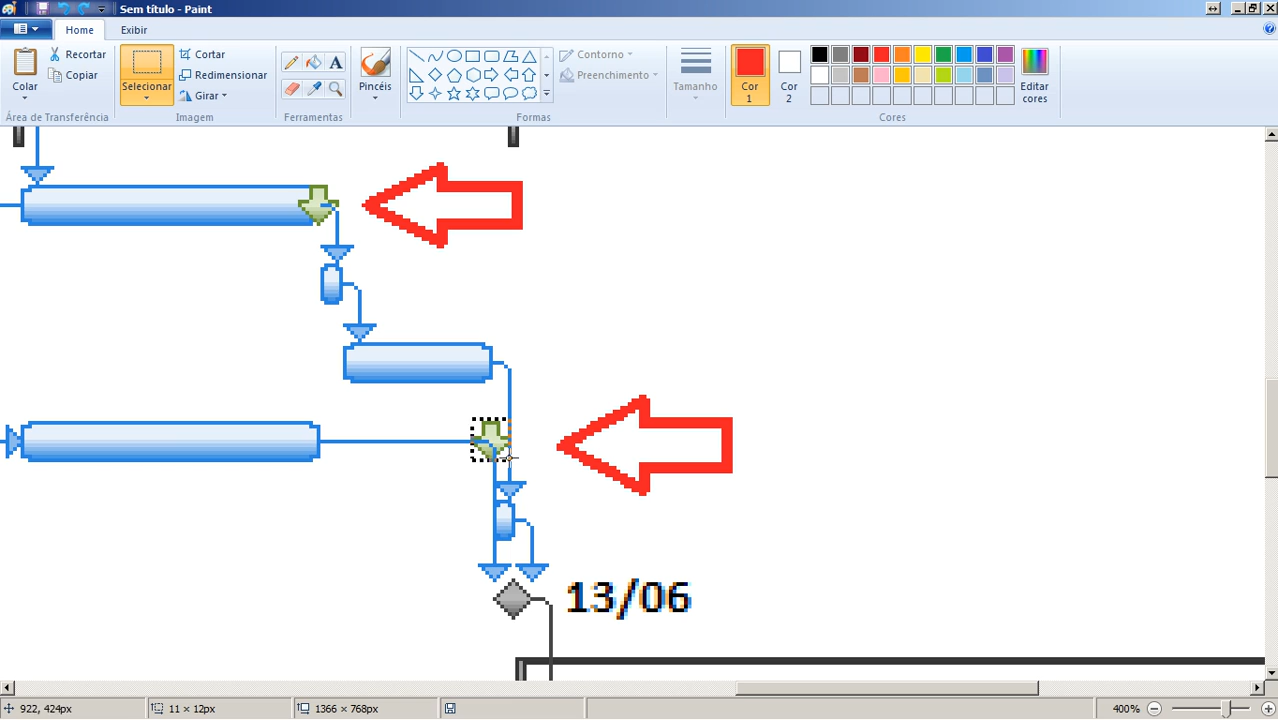 Sem título - Paint
Home Exibir
Colar
Recortar
Copiar
Área de Transferência
Selecionar
Cortar
Redimensionar
Girar
Imagem
A
Ferramentas
Pincéis
Contorno
Preenchimento
Formas
Tamanho
Cor 1
Cor 2
Editar cores
Cores
13/06
922, 424px
11 × 12px
1366 × 768px
400%